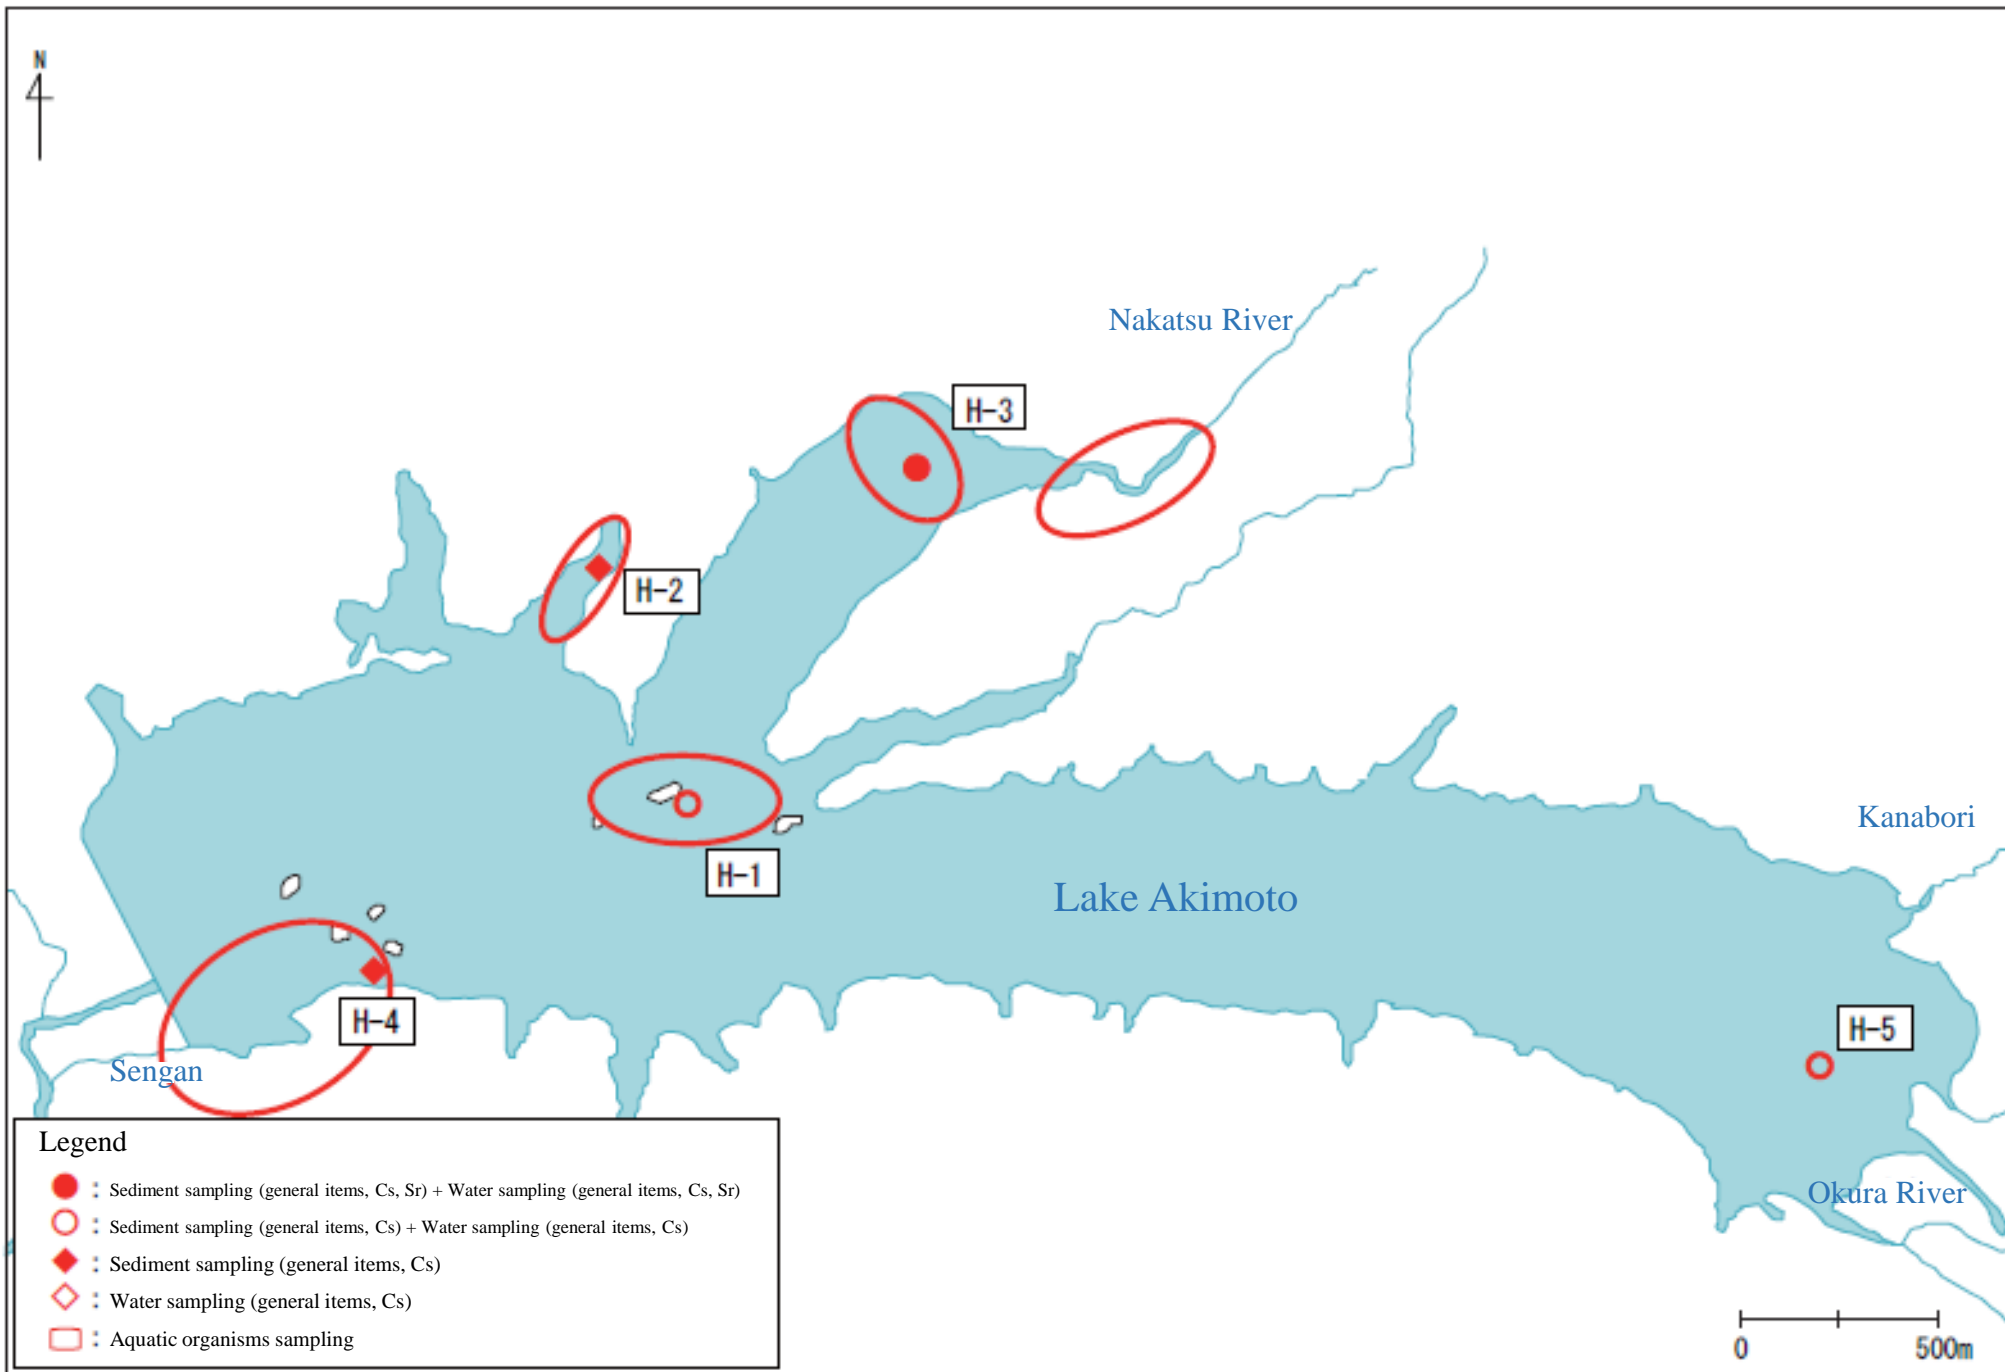 N
Nakatsu River
H-3
H-2
Kanabori
H-1
Lake Akimoto
H-4
H-5
Sengan
Legend
: Sediment sampling (general items, Cs, Sr) + Water sampling (general items, Cs, Sr)
: Sediment sampling (general items, Cs) + Water sampling (general items, Cs)
: Sediment sampling (general items, Cs)
: Water sampling (general items, Cs)
: Aquatic organisms sampling
Okura River
0 500m